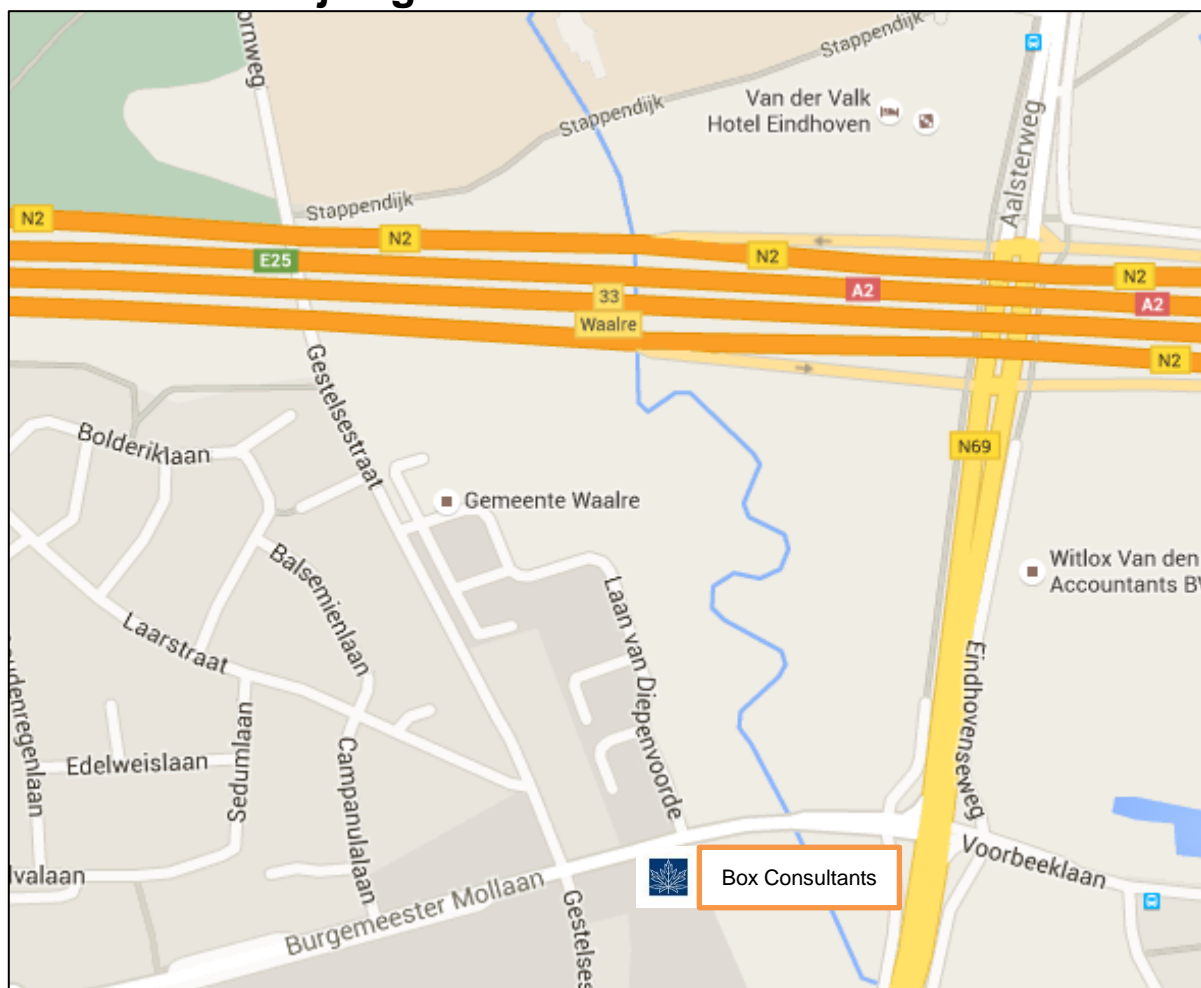 Stappendijk
Van der Valk
Hotel Eindhoven
Stappendijk
Aalsterweg
Stappendijk
N2
N2
E25
N2
N2
A2
A2
33
Waalre
N2
Gestelsestraat
Bolderiklaan
N69
Gemeente Waalre
Balsemienlaan
Witlox Van den
Accountants BV
Laan van Diepenvoorde
Laarstraat
Eindhovenseweg
Edelweislaan
Sedumlaan
Campanulalaan
Voorbeeklaan
Box Consultants
Burgemeester Mollaan